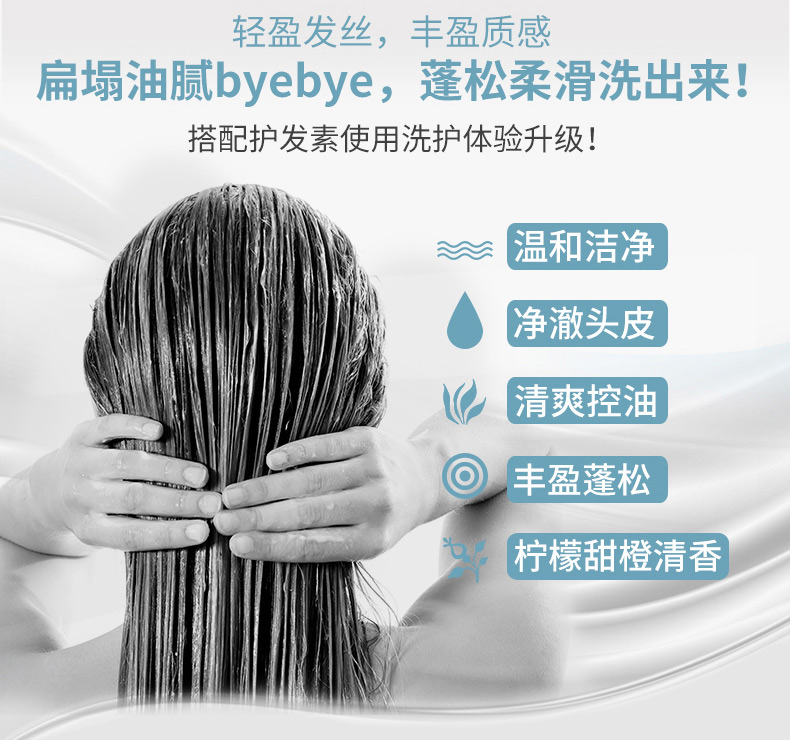 轻盈发丝，丰盈质感
扁塌油腻byebye，蓬松柔滑洗出来！
搭配护发素使用洗护体验升级！
温和洁净
净澈头皮
清爽控油
丰盈蓬松
柠檬甜橙清香